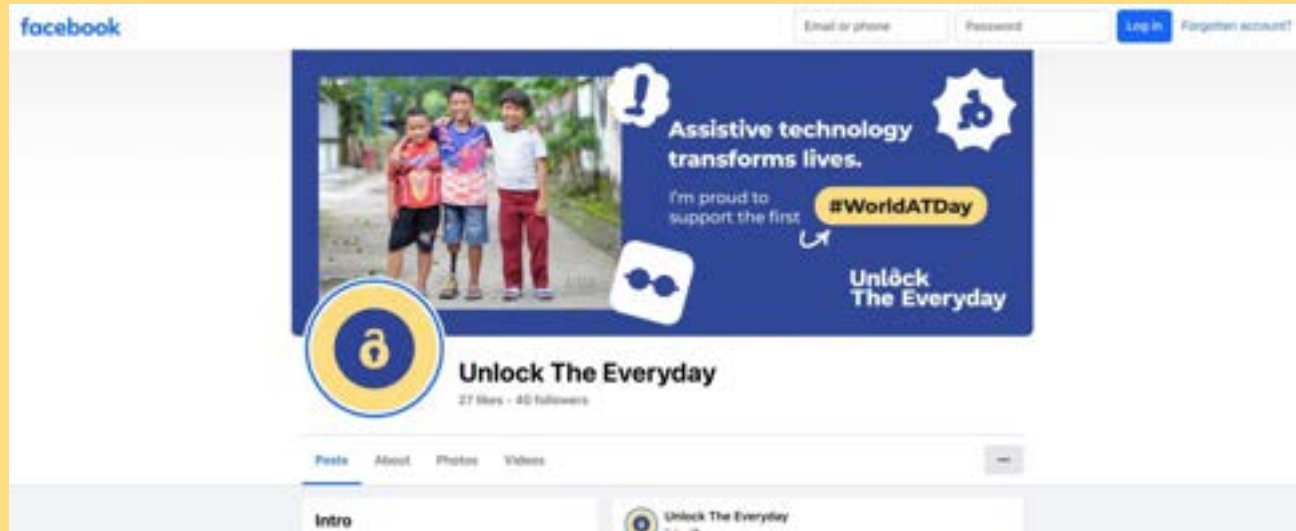 facebook
Email or phone
Password
Log in
Forgotten account?
Assistive technology
transforms lives.
I'm proud to
support the first
#WorldATDay
Unlôck
The Everyday
Unlock The Everyday
27 likes • 40 followers
Posts
About
Photos
Videos
Intro
Unlock The Everyday